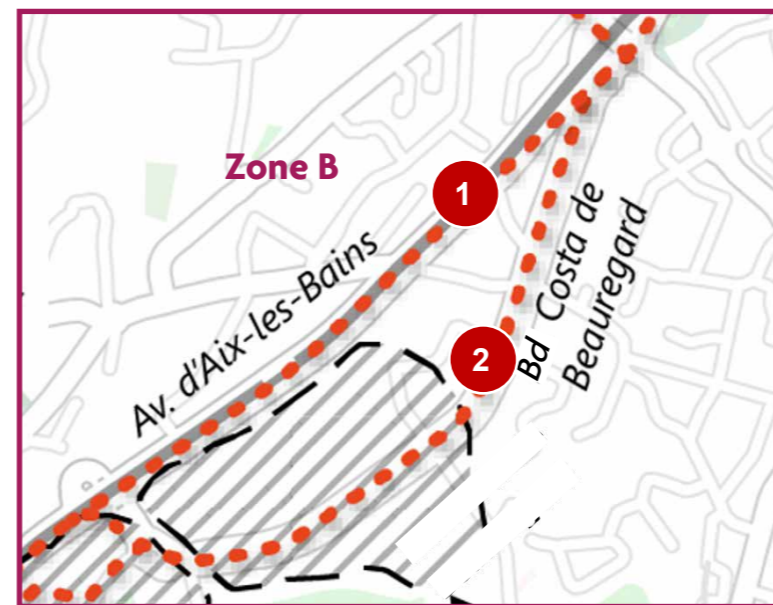 Zone B
1
Av. d'Aix-les-Bains
Bd Costa de
Beauregard
2